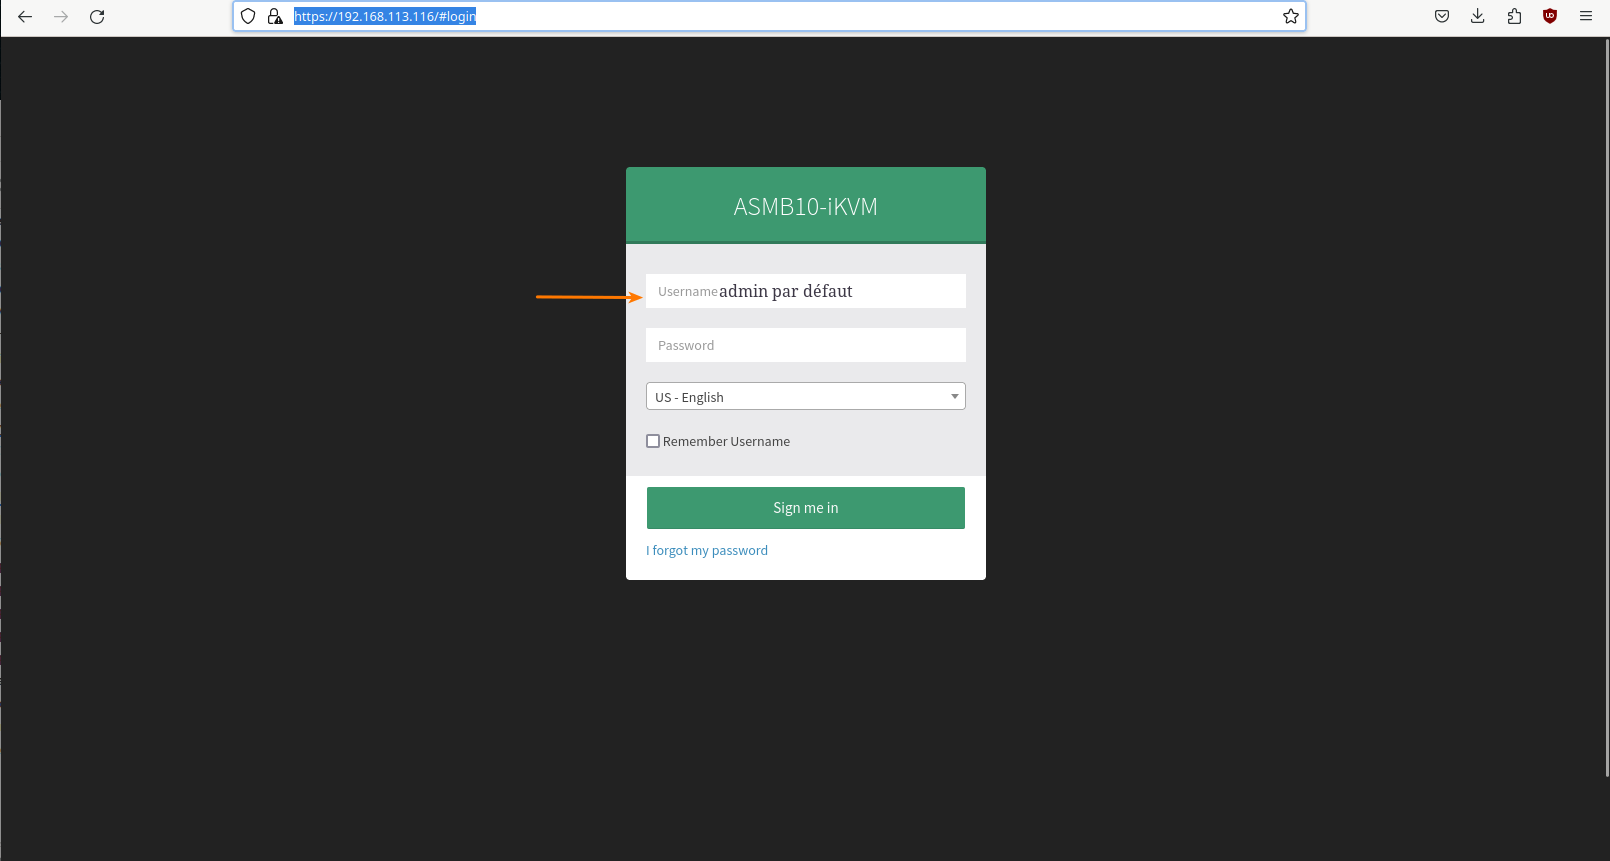 https://192.168.113.116/#login
ASMB10-iKVM
Username admin par défaut
Password
US - English
Remember Username
Sign me in
I forgot my password